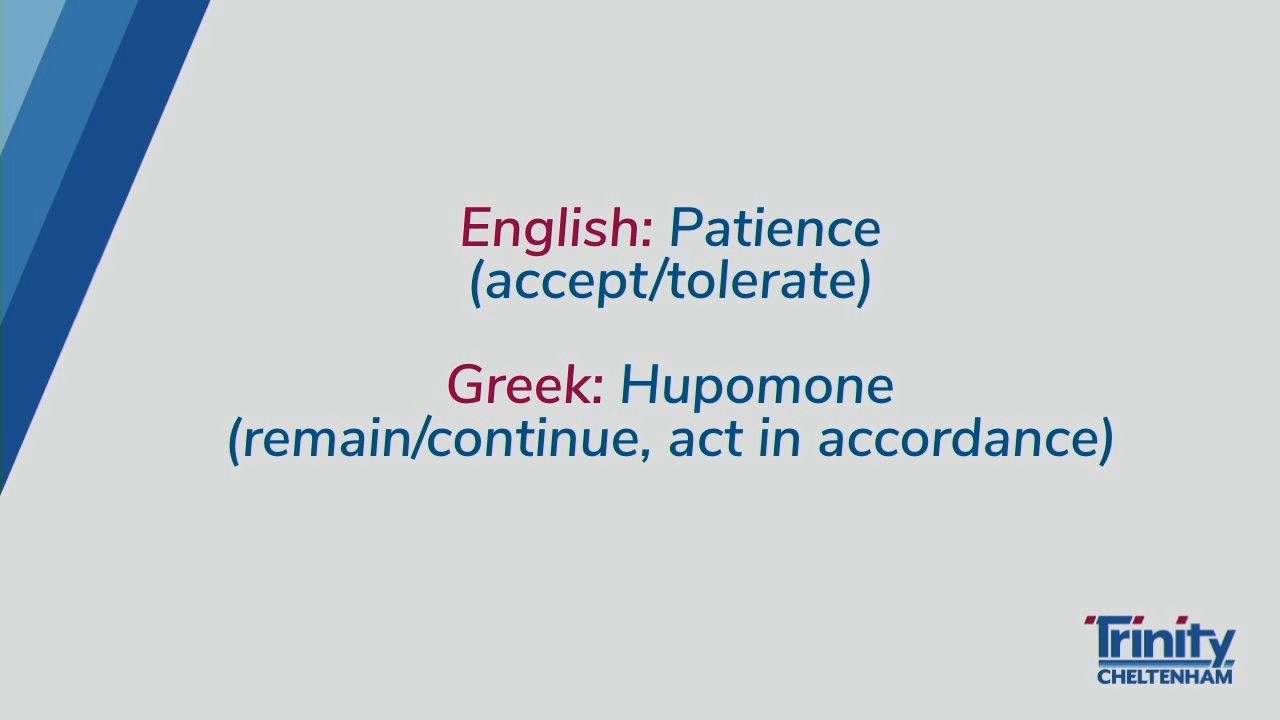 English: Patience
(accept/tolerate)
Greek: Hupomone
(remain/continue, act in accordance)
Trinity
CHELTENHAM